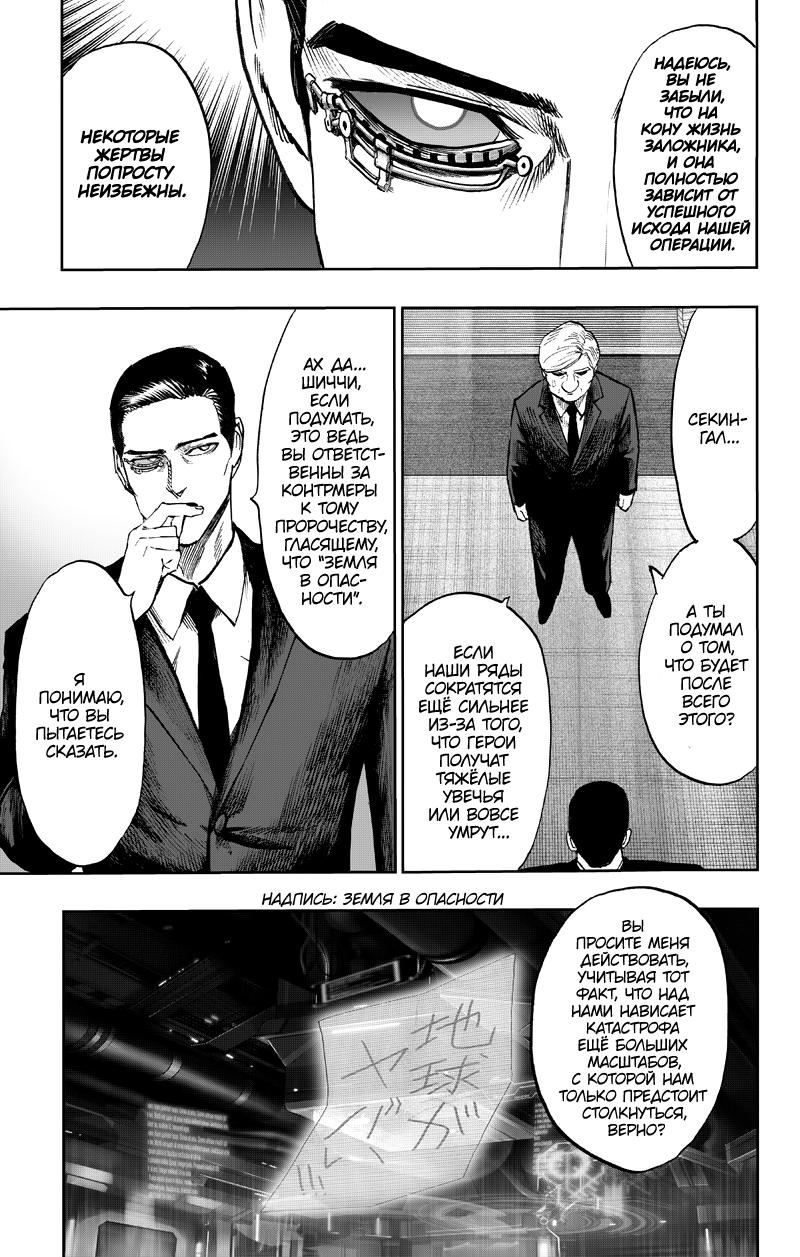 НАДЕЮСЬ,
ВЫ НЕ
ЗАБЫЛИ,
ЧТО НА
КОНУ ЖИЗНЬ
ЗАЛОЖНИКА,
И ОНА
ПОЛНОСТЬЮ
ЗАВИСИТ ОТ
УСПЕШНОГО
ИСХОДА НАШЕЙ
ОПЕРАЦИИ.
НЕКОТОРЫЕ
ЖЕРТВЫ
ПОПРОСТУ
НЕИЗБЕЖНЫ.
СЕКИН-
ГАЛ...
А ТЫ
ПОДУМАЛ
О ТОМ,
ЧТО БУДЕТ
ПОСЛЕ
ВСЕГО
ЭТОГО?
ЕСЛИ
НАШИ РЯДЫ
СОКРАТЯТСЯ
ЕЩЁ СИЛЬНЕЕ
ИЗ-ЗА ТОГО,
ЧТО ГЕРОИ
ПОЛУЧАТ
ТЯЖЁЛЫЕ
УВЕЧЬЯ
ИЛИ ВОВСЕ
УМРУТ...
АХ ДА...
ШИЧЧИ,
ЕСЛИ
ПОДУМАТЬ,
ЭТО ВЕДЬ
ВЫ ОТВЕТСТ-
ВЕННЫ ЗА
КОНТРМЕРЫ
К ТОМУ
ПРОРОЧЕСТВУ,
ГЛАСЯЩЕМУ,
ЧТО "ЗЕМЛЯ
В ОПАС-
НОСТИ".
Я
ПОНИМАЮ,
ЧТО ВЫ
ПЫТАЕТЕСЬ
СКАЗАТЬ.
НАДПИСЬ: ЗЕМЛЯ В ОПАСНОСТИ
ВЫ
ПРОСИТЕ МЕНЯ
ДЕЙСТВОВАТЬ,
УЧИТЫВАЯ ТОТ
ФАКТ, ЧТО НАД
НАМИ НАВИСАЕТ
КАТАСТРОФА
ЕЩЁ БОЛЬШИХ
МАСШТАБОВ,
С КОТОРОЙ НАМ
ТОЛЬКО ПРЕДСТОИТ
СТОЛКНУТЬСЯ,
ВЕРНО?
地球ガ
ヤバイ!!!